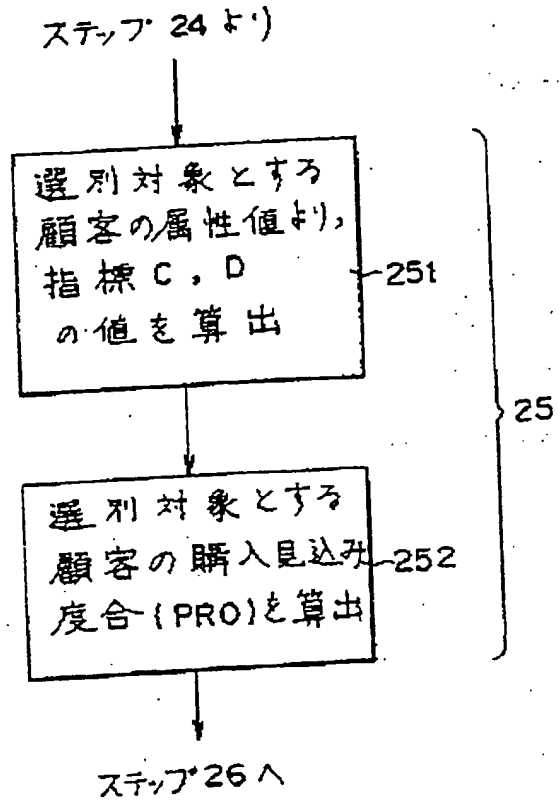 ステップ 24 より
選別対象とする
顧客の属性値より,
指標 C , D
の値を算出
251
25
選別対象とする
顧客の購入見込み
252
度合 (PRO) を算出
ステップ 26 へ